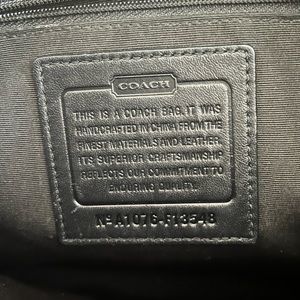 COACH
THIS IS A COACH BAG. IT WAS
HANDCRAFTED IN CHINA FROM THE
FINEST MATERIALS AND LEATHER.
ITS SUPERIOR CRAFTSMANSHIP
REFLECTS OUR COMMITMENT TO
ENDURING QUALITY.
Nº A1076-F13548